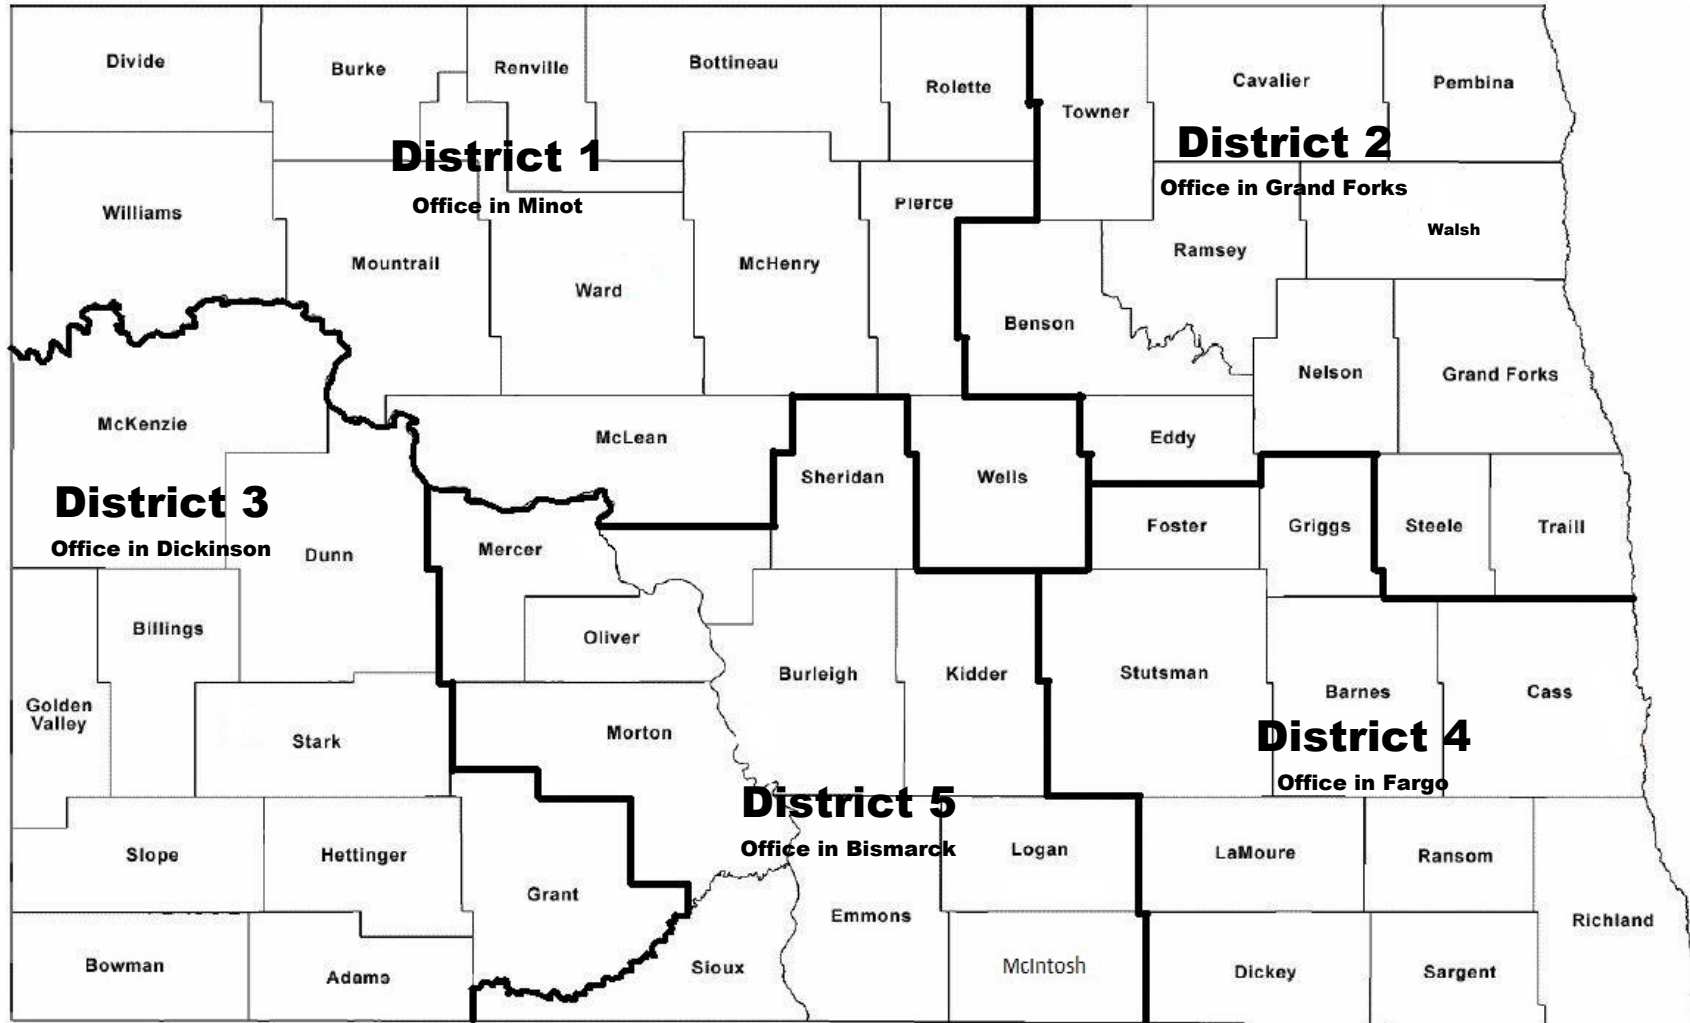 Divide
Burke
Renville
Bottineau
Rolette
Towner
Cavalier
Pembina
District 1
Office in Minot
District 2
Office in Grand Forks
Williams
Mountrail
Ward
McHenry
Pierce
Benson
Ramsey
Walsh
Nelson
Grand Forks
McKenzie
McLean
Sheridan
Wells
Eddy
District 3
Office in Dickinson
Dunn
Mercer
Foster
Griggs
Steele
Traill
Billings
Oliver
Golden
Valley
Stark
Morton
Burleigh
Kidder
Stutsman
Barnes
Cass
District 4
Office in Fargo
District 5
Office in Bismarck
Slope
Hettinger
Grant
Emmons
Logan
LaMoure
Ransom
Richland
Bowman
Adams
Sioux
McIntosh
Dickey
Sargent